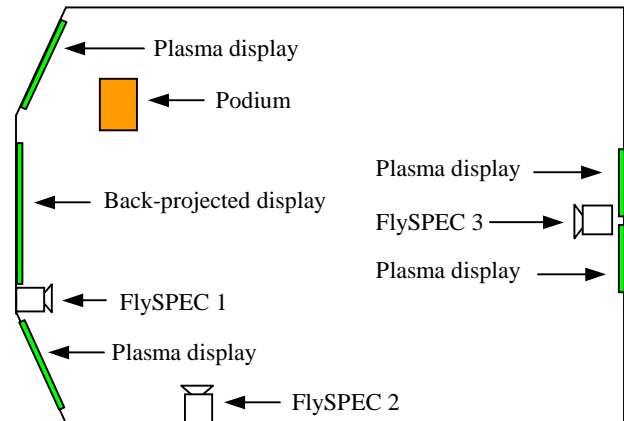 Plasma display
Podium
Plasma display
Back-projected display
FlySPEC 3
Plasma display
FlySPEC 1
Plasma display
FlySPEC 2